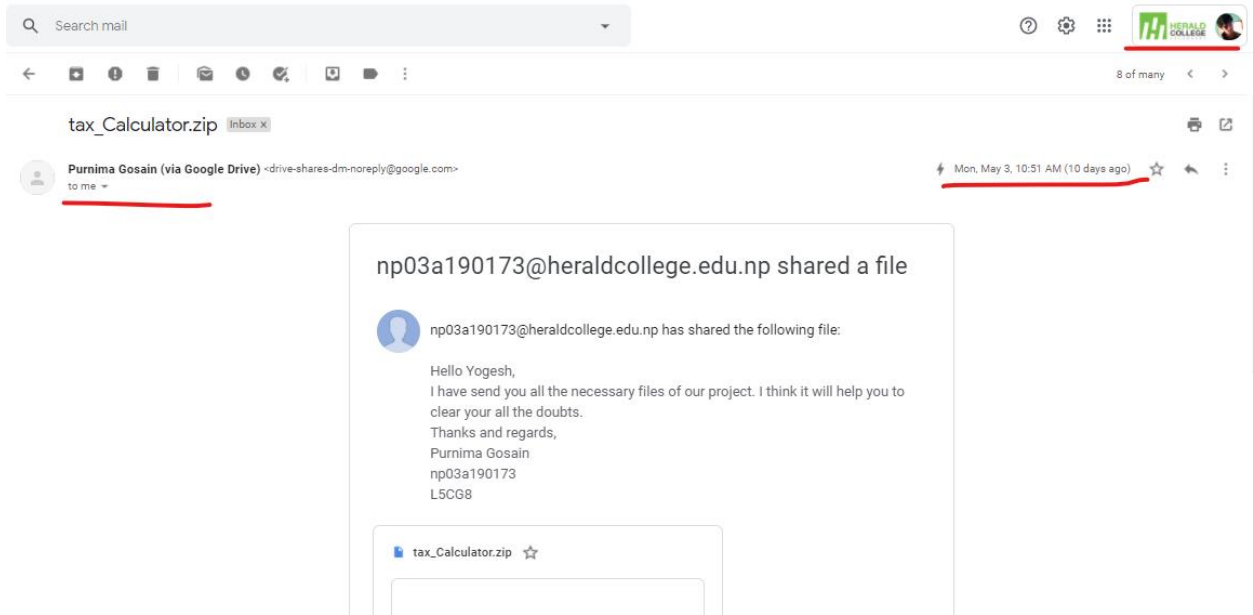 Search mail
HERALD
COLLEGE
8 of many
tax_Calculator.zip Inbox x
Purnima Gosain (via Google Drive) <drive-shares-dm-noreply@google.com>
Mon, May 3, 10:51 AM (10 days ago)
to me
np03a190173@heraldcollege.edu.np shared a file
np03a190173@heraldcollege.edu.np has shared the following file:
Hello Yogesh,
I have send you all the necessary files of our project. I think it will help you to
clear your all the doubts.
Thanks and regards,
Purnima Gosain
np03a190173
L5CG8
tax_Calculator.zip